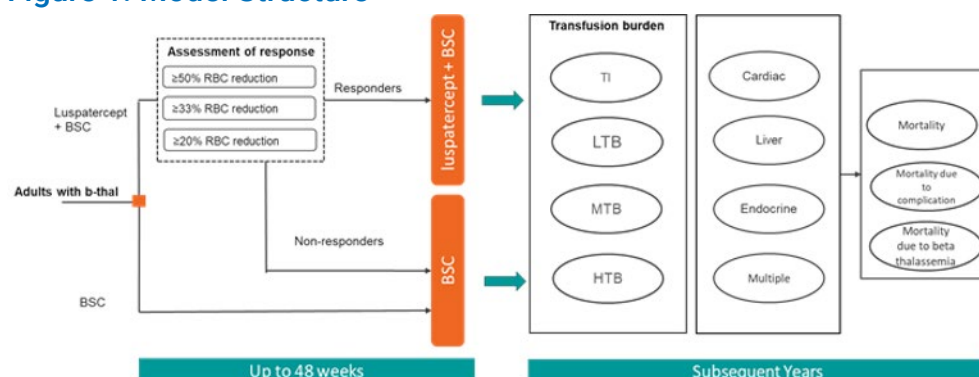 Figure 1: Model Structure
Assessment of response
≥50% RBC reduction
≥33% RBC reduction
≥20% RBC reduction
Luspatercept
+ BSC
Adults with b-thal
BSC
Responders
Non-responders
luspatercept + BSC
BSC
Transfusion burden
TI
LTB
MTB
HTB
Cardiac
Liver
Endocrine
Multiple
Mortality
Mortality due
to
complication
Mortality
due to beta
thalassemia
Up to 48 weeks
Subsequent Years